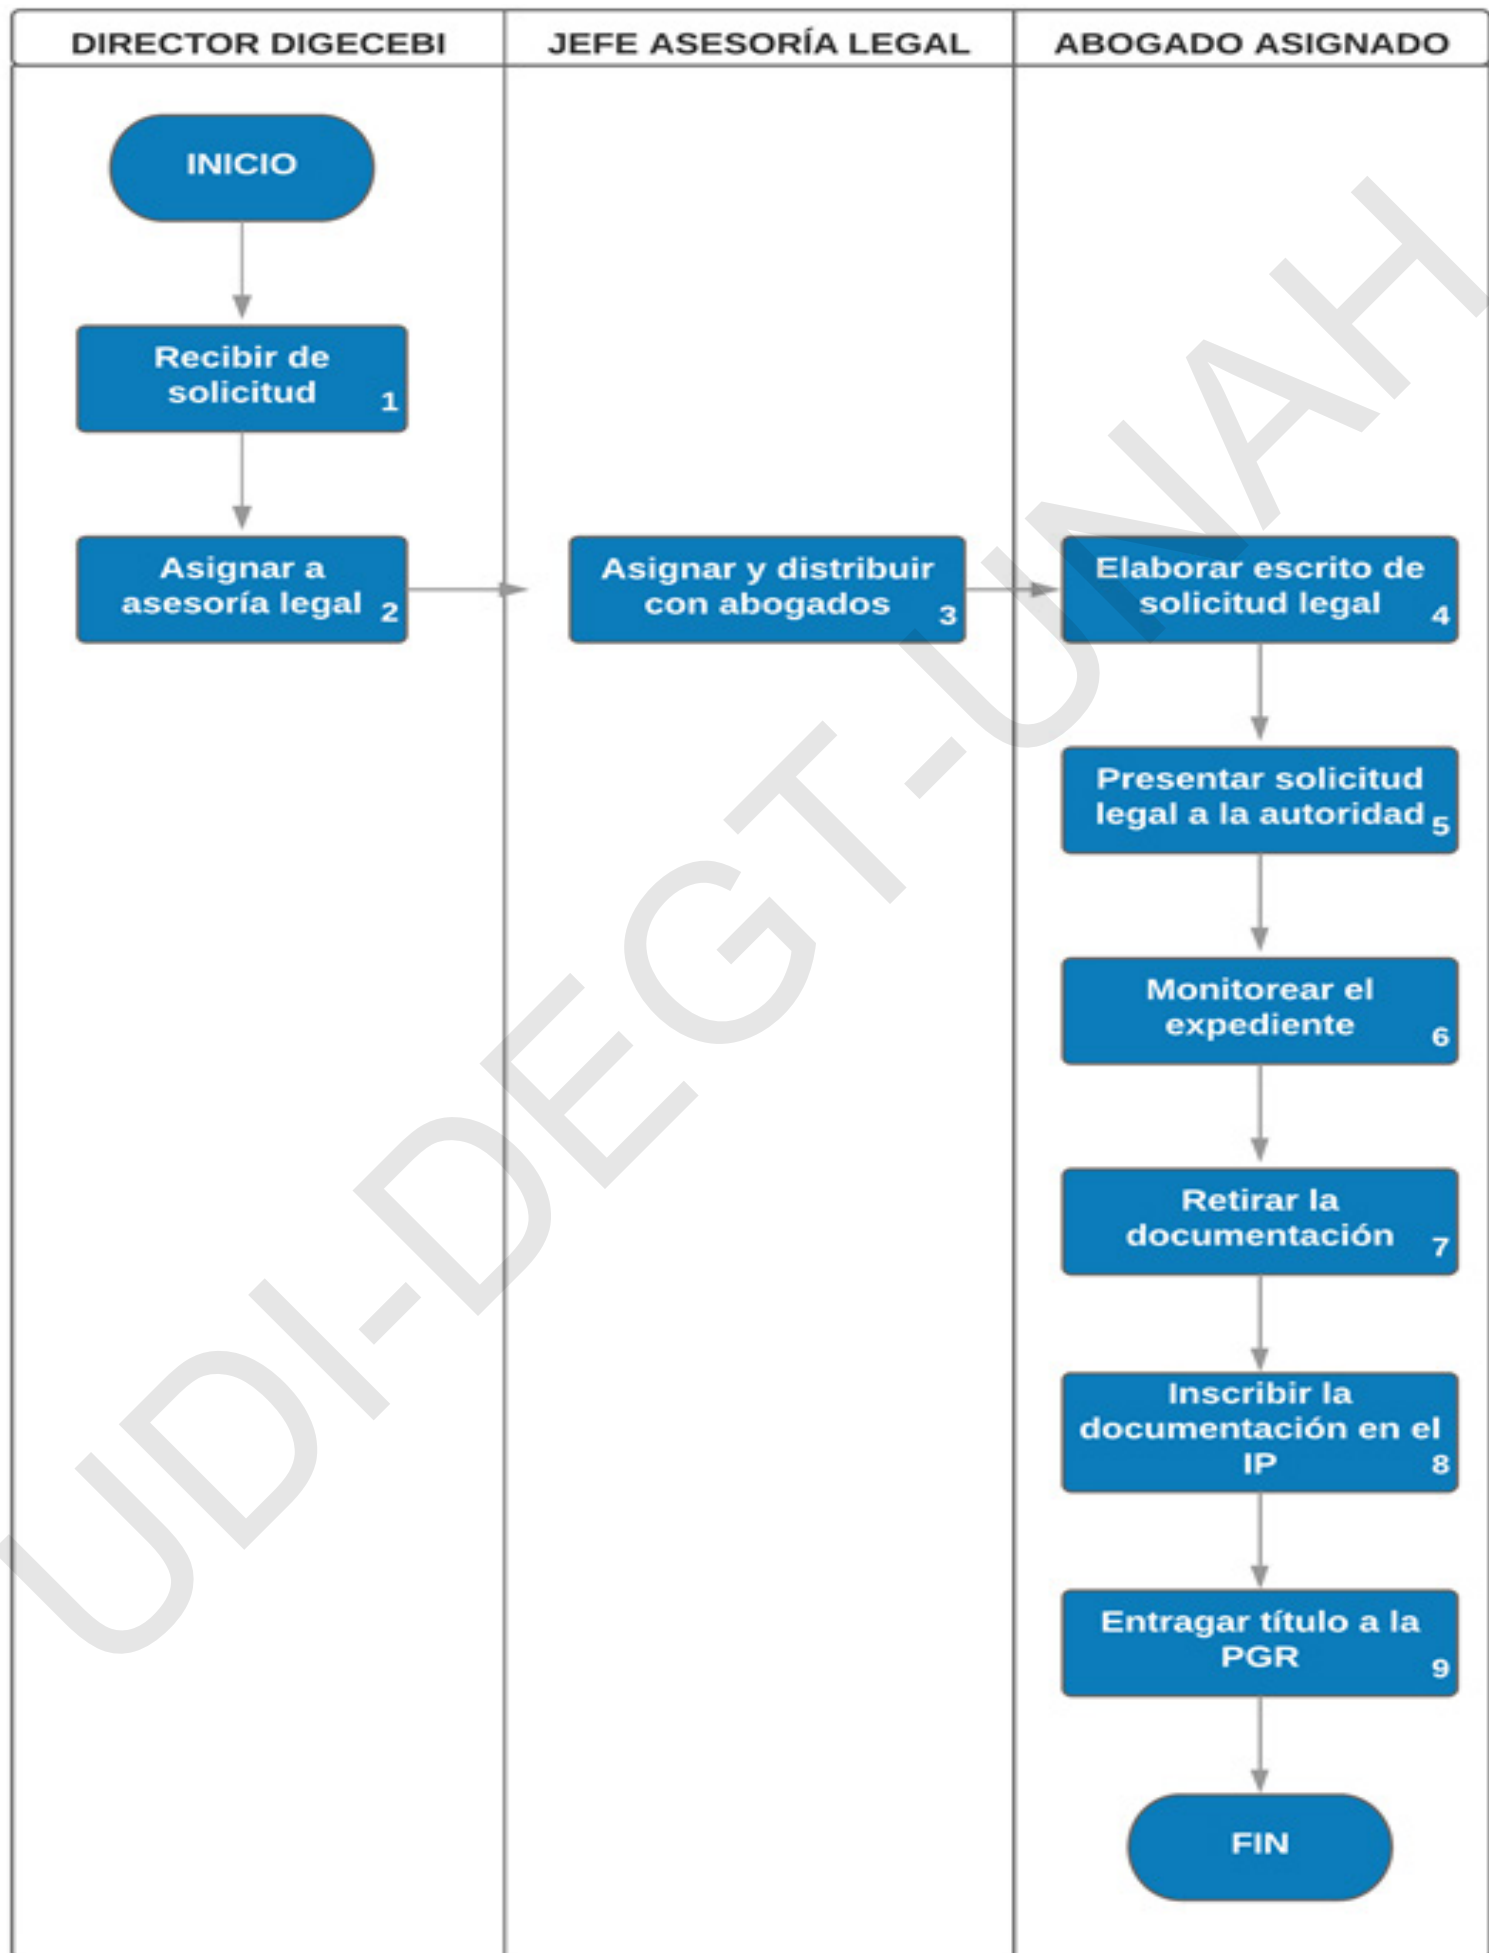 DIRECTOR DIGECEBI
JEFE ASESORÍA LEGAL
ABOGADO ASIGNADO
INICIO
Recibir de
solicitud
1
Asignar a
asesoría legal
2
Asignar y distribuir
con abogados
3
Elaborar escrito de
solicitud legal
4
Presentar solicitud
legal a la autoridad
5
Monitorear el
expediente
6
Retirar la
documentación
7
Inscribir la
documentación en el
IP
8
Entragar título a la
PGR
9
FIN
UDI-DEGT-UNAH